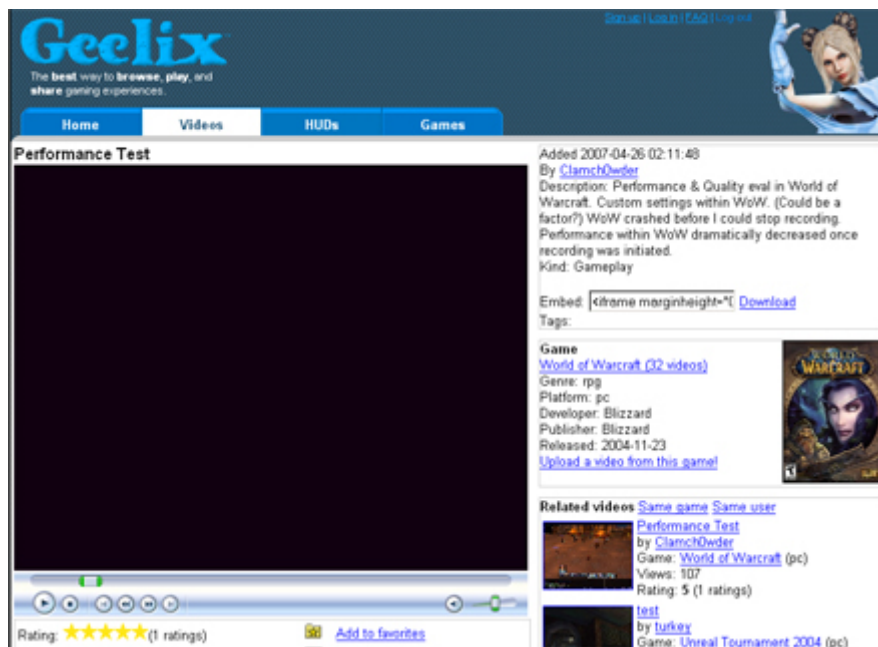 Sign up | Log in | FAQ | Log out
Geelix
The best way to browse, play, and
share gaming experiences.
Home Videos HUDs Games
Performance Test
Added 2007-04-26 02:11:48
By Clamch0wder
Description: Performance & Quality eval in World of
Warcraft. Custom settings within WoW. (Could be a
factor?) WoW crashed before I could stop recording.
Performance within WoW dramatically decreased once
recording was initiated.
Kind: Gameplay
Embed: <iframe marginheight="0 Download
Tags:
Game
World of Warcraft (32 videos)
Genre: rpg
Platform: pc
Developer: Blizzard
Publisher: Blizzard
Released: 2004-11-23
Upload a video from this game!
WORLD OF
WARCRAFT
Related videos Same game Same user
Performance Test
by Clamch0wder
Game: World of Warcraft (pc)
Views: 107
Rating: 5 (1 ratings)
test
by turkey
Game: Unreal Tournament 2004 (pc)
Rating: (1 ratings)
Add to favorites